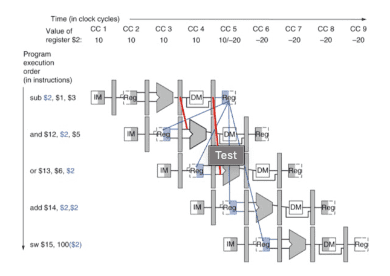 Time (in clock cycles)
Value of register $2:
CC 1 CC 2 CC 3 CC 4 CC 5 CC 6 CC 7 CC 8 CC 9
10 10 10 10 10/–20 –20 –20 –20 –20
Program
execution
order
(in instructions)
sub $2, $1, $3
IM Reg DM Reg
and $12, $2, $5
IM Reg DM Reg
Test
or $13, $6, $2
IM Reg DM Reg
add $14, $2,$2
IM Reg DM Reg
sw $15, 100($2)
IM Reg DM Reg